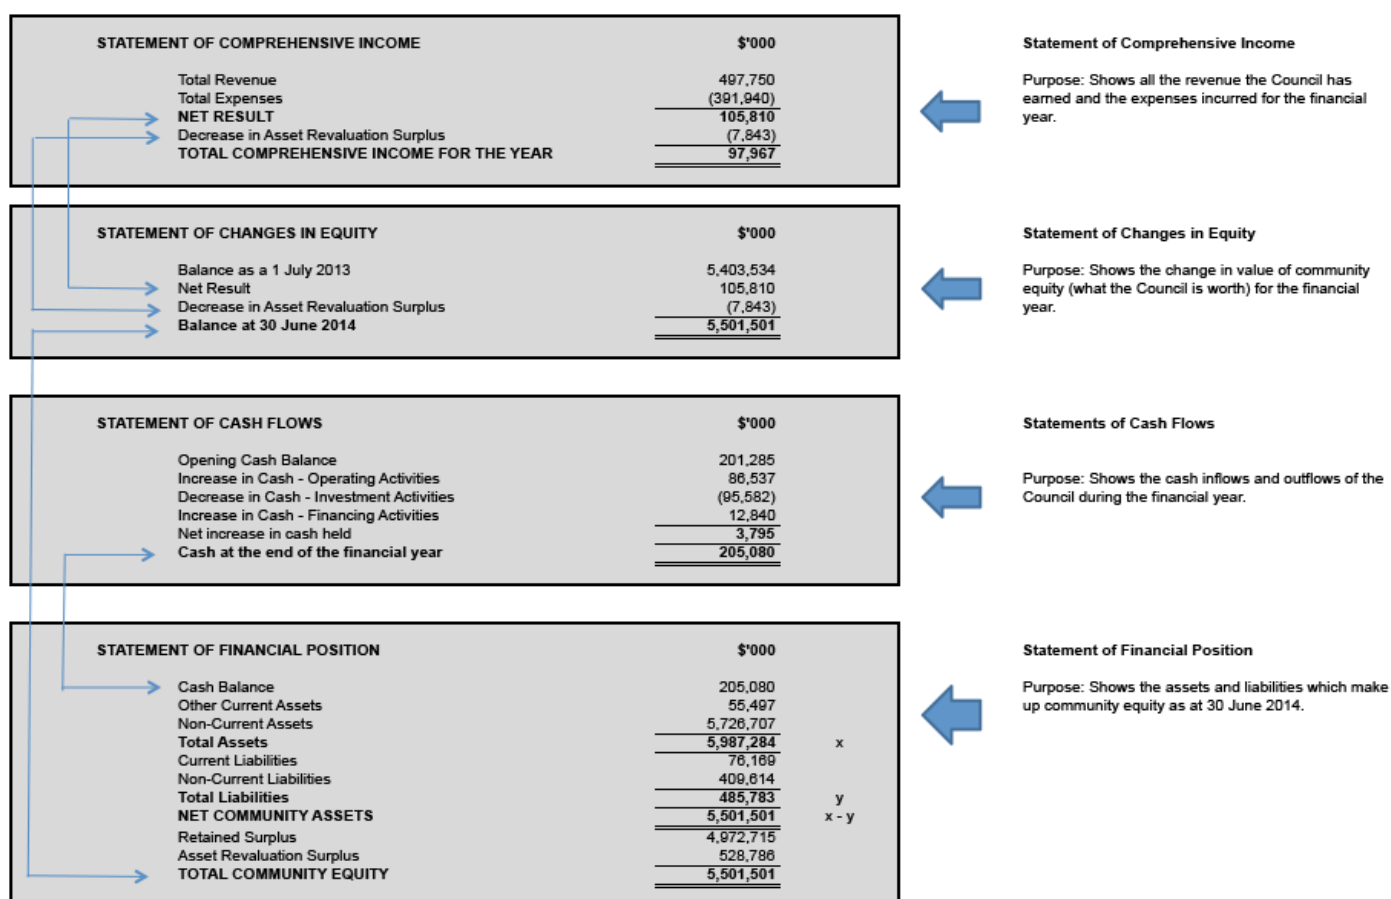 STATEMENT OF COMPREHENSIVE INCOME $'000
Total Revenue 497,750
Total Expenses (391,940)
NET RESULT 105,810
Decrease in Asset Revaluation Surplus (7,843)
TOTAL COMPREHENSIVE INCOME FOR THE YEAR 97,967
Statement of Comprehensive Income
Purpose: Shows all the revenue the Council has
earned and the expenses incurred for the financial
year.
STATEMENT OF CHANGES IN EQUITY $'000
Balance as a 1 July 2013 5,403,534
Net Result 105,810
Decrease in Asset Revaluation Surplus (7,843)
Balance at 30 June 2014 5,501,501
Statement of Changes in Equity
Purpose: Shows the change in value of community
equity (what the Council is worth) for the financial
year.
STATEMENT OF CASH FLOWS $'000
Opening Cash Balance 201,285
Increase in Cash - Operating Activities 86,537
Decrease in Cash - Investment Activities (95,582)
Increase in Cash - Financing Activities 12,840
Net increase in cash held 3,795
Cash at the end of the financial year 205,080
Statements of Cash Flows
Purpose: Shows the cash inflows and outflows of the
Council during the financial year.
STATEMENT OF FINANCIAL POSITION $'000
Cash Balance 205,080
Other Current Assets 55,497
Non-Current Assets 5,726,707
Total Assets 5,987,284 x
Current Liabilities 76,169
Non-Current Liabilities 409,614
Total Liabilities 485,783 y
NET COMMUNITY ASSETS 5,501,501 x - y
Retained Surplus 4,972,715
Asset Revaluation Surplus 528,786
TOTAL COMMUNITY EQUITY 5,501,501
Statement of Financial Position
Purpose: Shows the assets and liabilities which make
up community equity as at 30 June 2014.